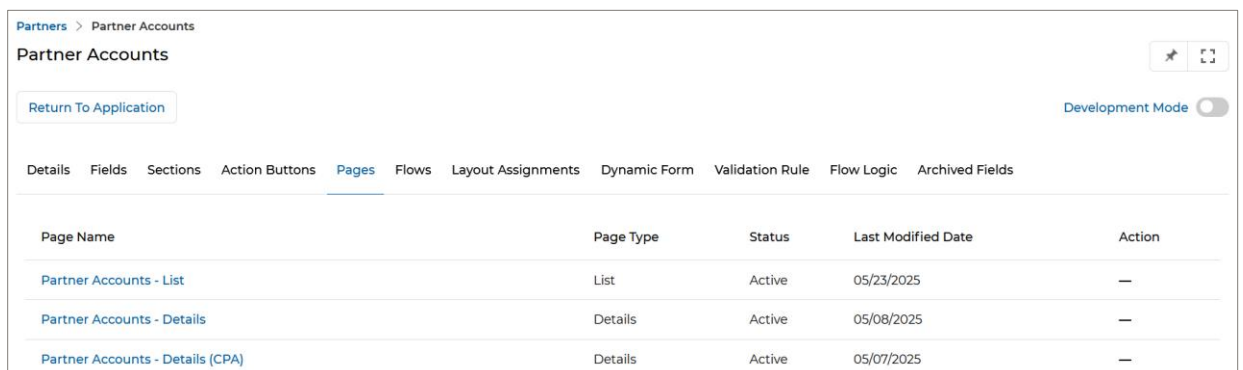 Partners > Partner Accounts
Partner Accounts
Return To Application
Development Mode
Details Fields Sections Action Buttons Pages Flows Layout Assignments Dynamic Form Validation Rule Flow Logic Archived Fields
Page Name Page Type Status Last Modified Date Action
Partner Accounts - List List Active 05/23/2025 —
Partner Accounts - Details Details Active 05/08/2025 —
Partner Accounts - Details (CPA) Details Active 05/07/2025 —